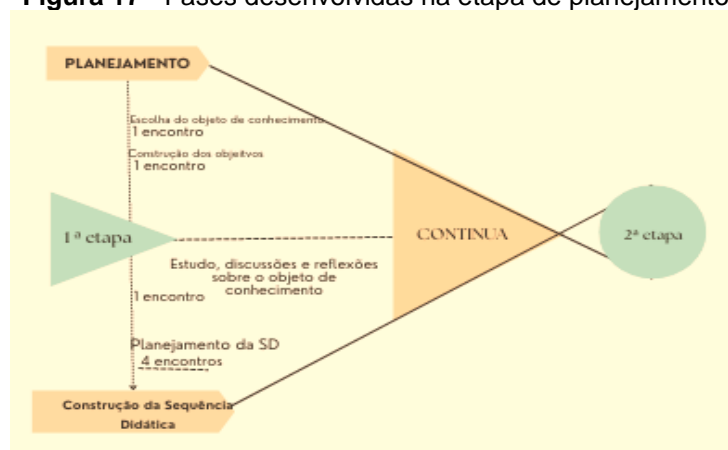 Figura 17 - Fases desenvolvidas na etapa de planejamento
PLANEJAMENTO
Escolha do objeto de conhecimento
1 encontro
Construção dos objeitvos
1 encontro
1ª etapa
CONTINUA
2ª etapa
Estudo, discussões e reflexões
sobre o objeto de
conhecimento
1 encontro
Planejamento da SD
4 encontros
Construção da Sequência
Didática